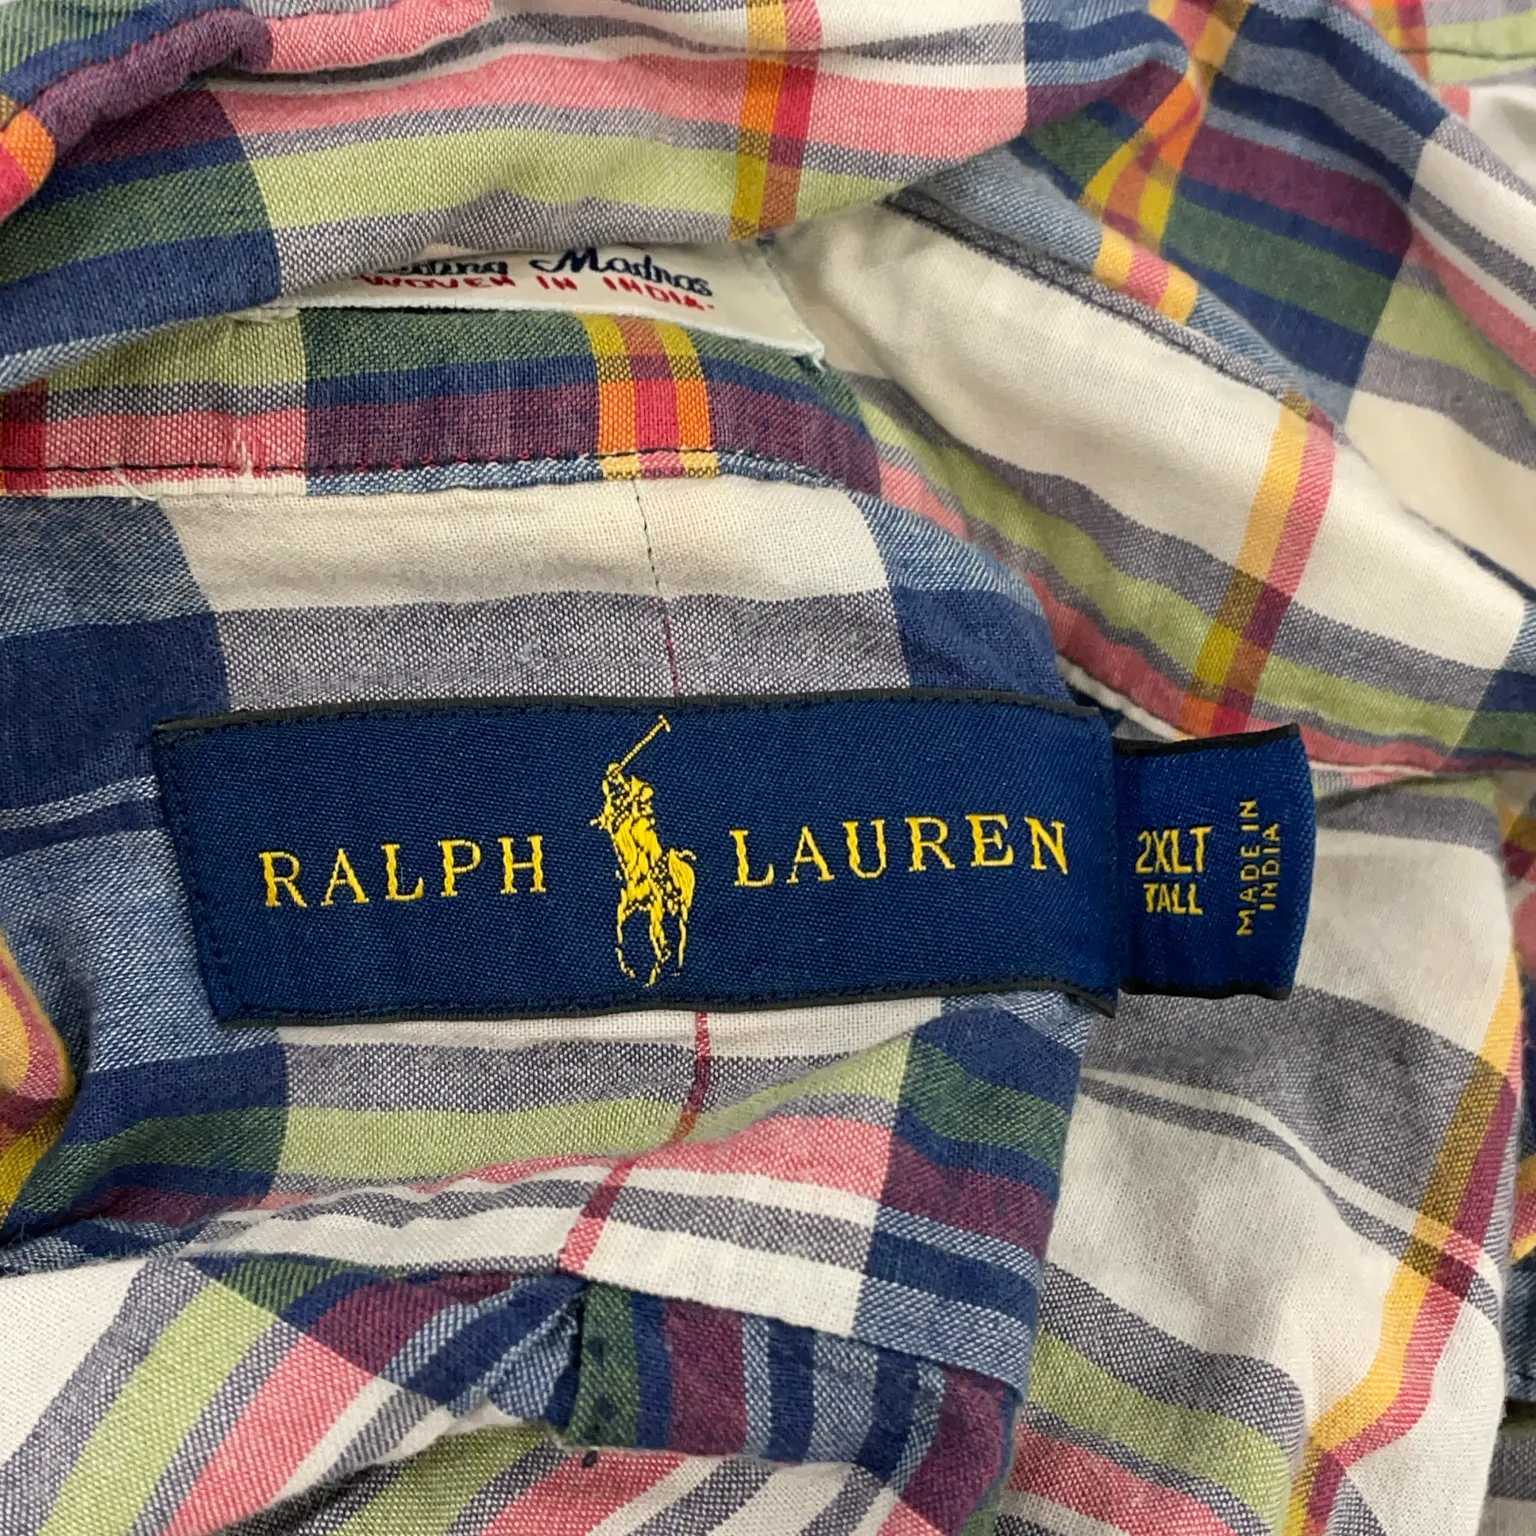 Madras
WOVEN IN INDIA
RALPH LAUREN
2XLT
TALL
MADE IN
INDIA